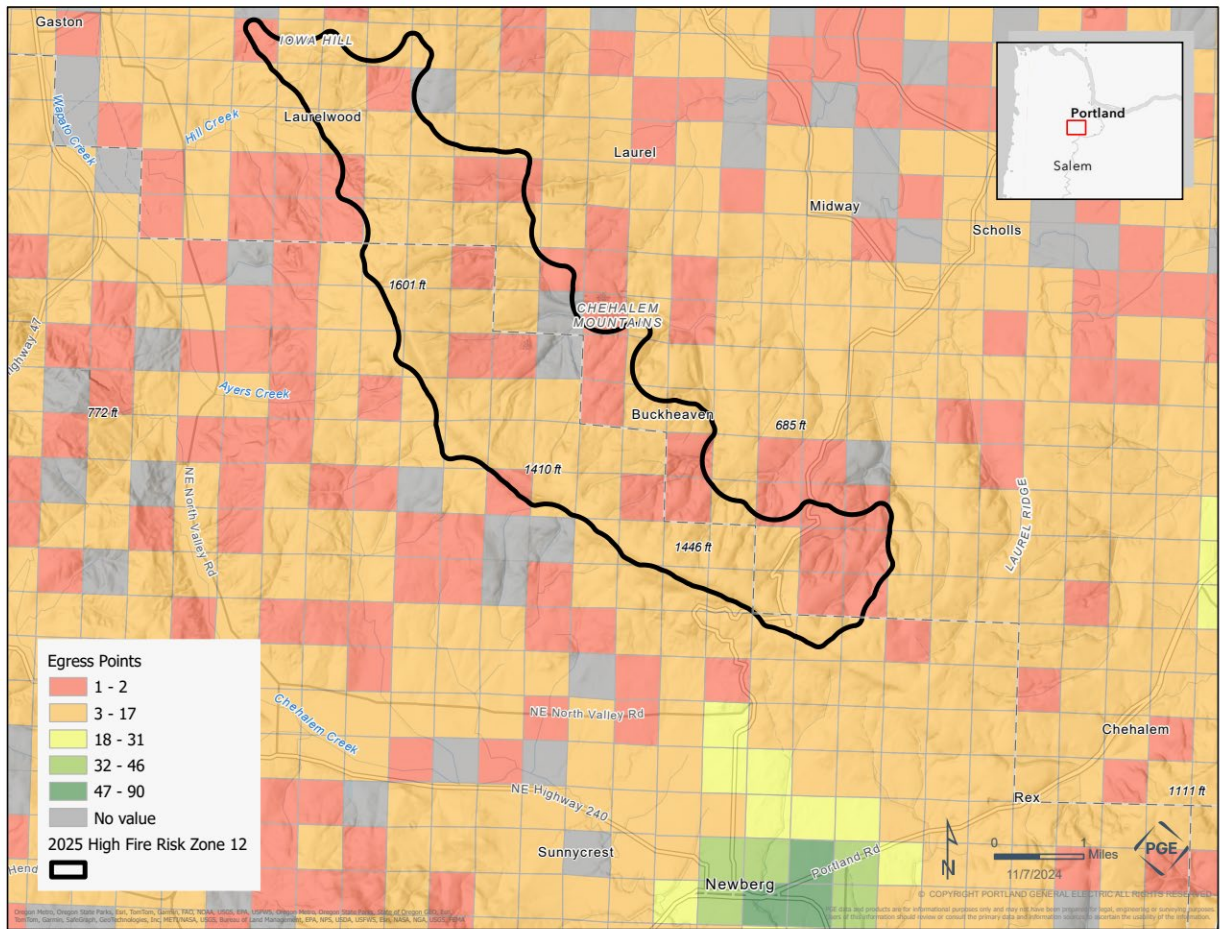 Gaston
IOWA HILL
Wapato Creek
Hill Creek
Laurelwood
Laurel
Midway
Scholls
Portland
Salem
1601 ft
CHEHALEM
MOUNTAINS
Highway 47
Ayers Creek
772 ft
Buckheaven
685 ft
1410 ft
NE North Valley Rd
LAUREL RIDGE
1446 ft
Egress Points
1 - 2
3 - 17
18 - 31
32 - 46
47 - 90
No value
2025 High Fire Risk Zone 12
Chehalem Creek
NE North Valley Rd
Chehalem
NE Highway 240
Rex
1111 ft
Sunnycrest
Portland Rd
Newberg
Hend
N
0 1
Miles
11/7/2024
PGE
© COPYRIGHT PORTLAND GENERAL ELECTRIC ALL RIGHTS RESERVED